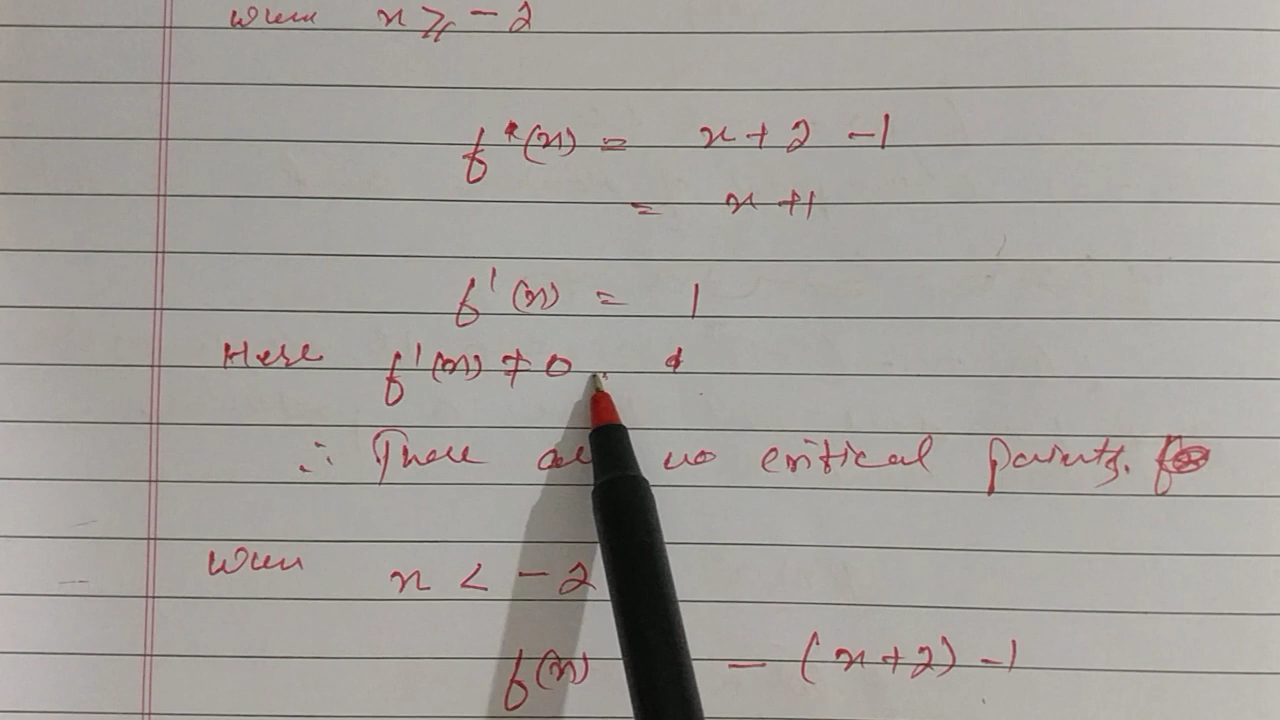 when x ≥ -2
f*(x) = x + 2 - 1
= x + 1
f'(x) = 1
Here f'(x) ≠ 0
∴ There are no critical points.
when x < -2
f(x) - (x + 2) - 1